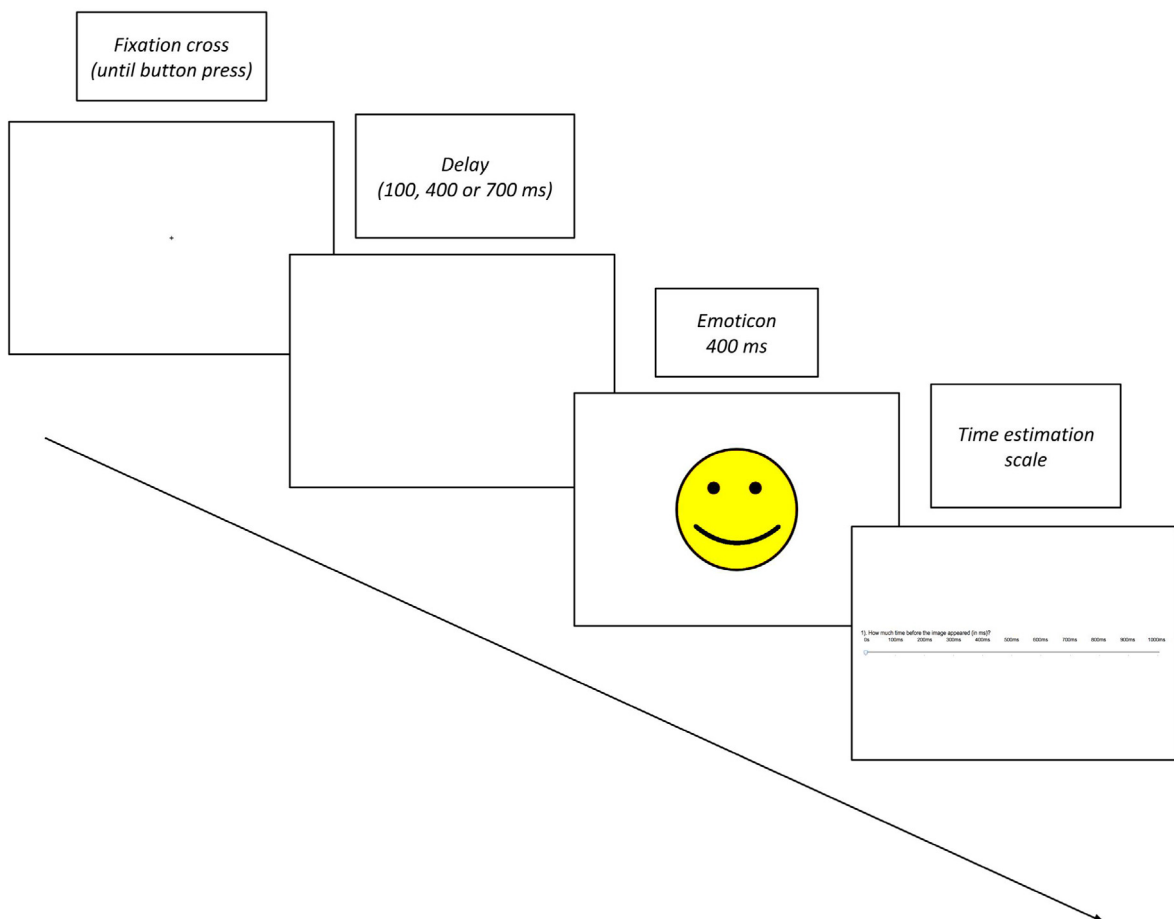 Fixation cross
(until button press)
Delay
(100, 400 or 700 ms)
Emoticon
400 ms
Time estimation
scale
1). How much time before the image appeared (in ms)?
0s 100ms 200ms 300ms 400ms 500ms 600ms 700ms 800ms 900ms 1000ms